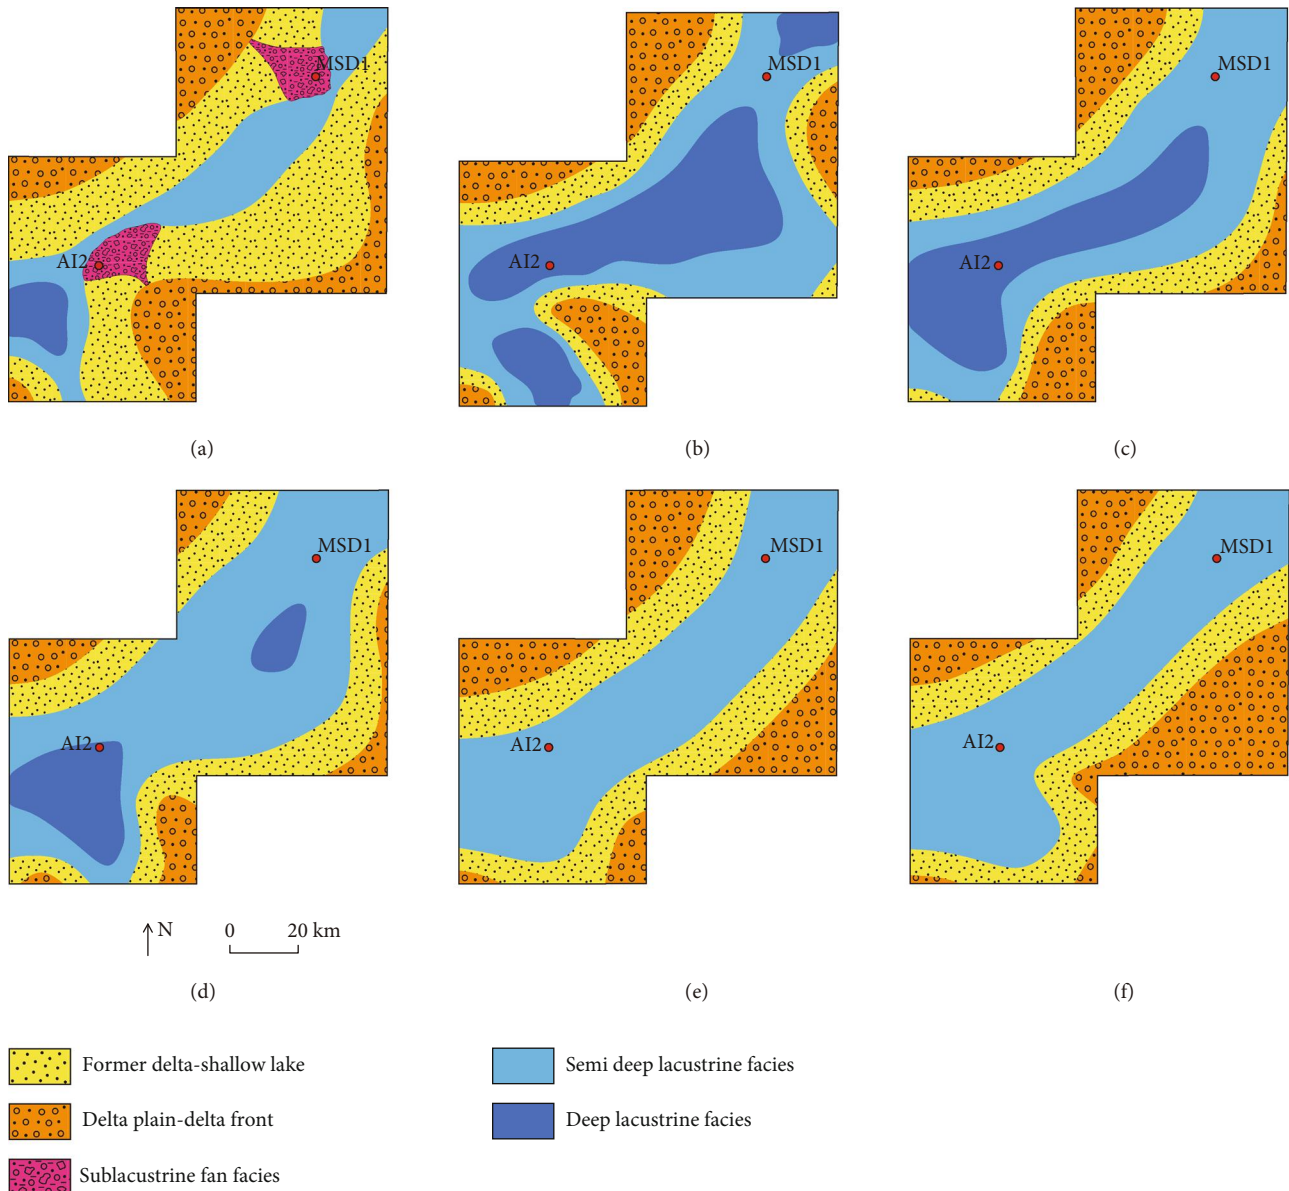 MSD1
AI2
(a)
MSD1
AI2
(b)
MSD1
AI2
(c)
MSD1
AI2
N
0 20 km
(d)
MSD1
AI2
(e)
MSD1
AI2
(f)
Former delta-shallow lake
Delta plain-delta front
Sublacustrine fan facies
Semi deep lacustrine facies
Deep lacustrine facies